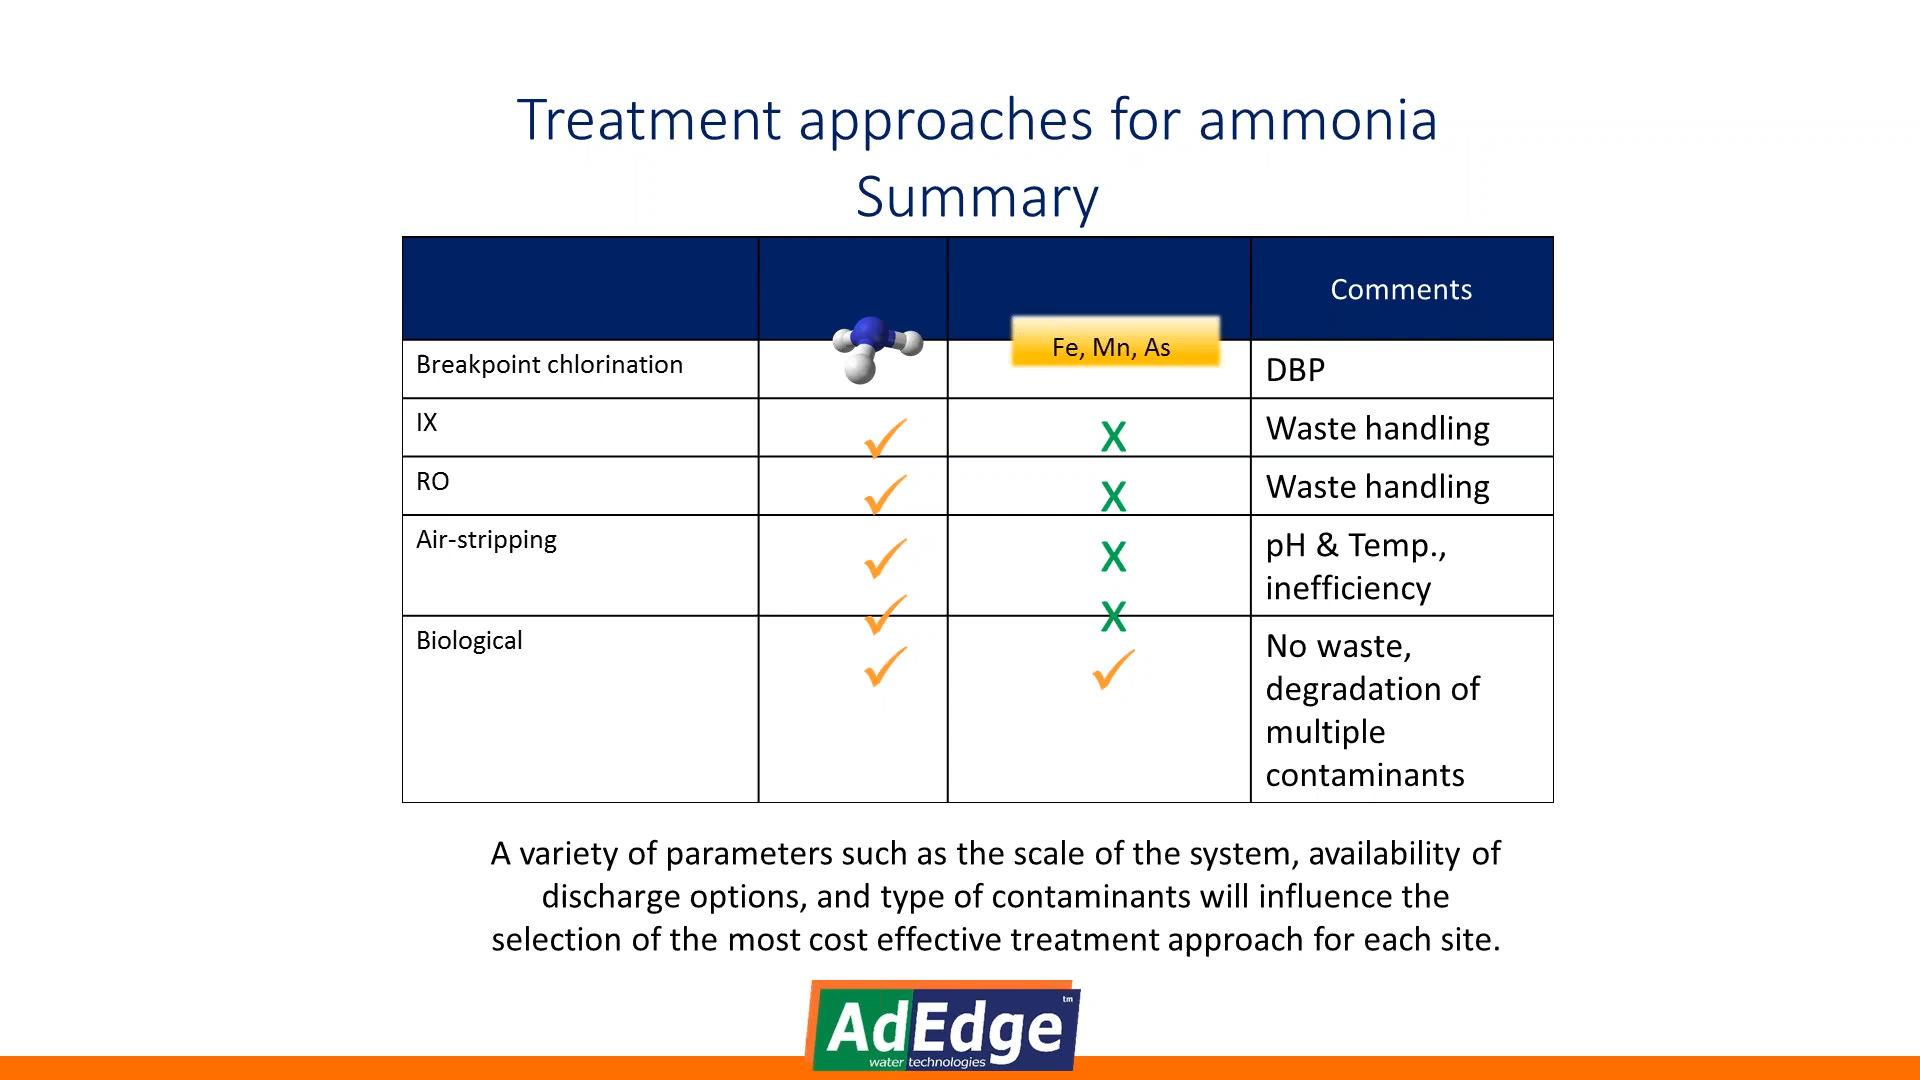 Treatment approaches for ammonia
Summary
Comments
Fe, Mn, As
Breakpoint chlorination
DBP
IX
X
Waste handling
RO
X
Waste handling
Air-stripping
X
pH & Temp.,
inefficiency
X
Biological
No waste,
degradation of
multiple
contaminants
A variety of parameters such as the scale of the system, availability of
discharge options, and type of contaminants will influence the
selection of the most cost effective treatment approach for each site.
AdEdge tm
water technologies